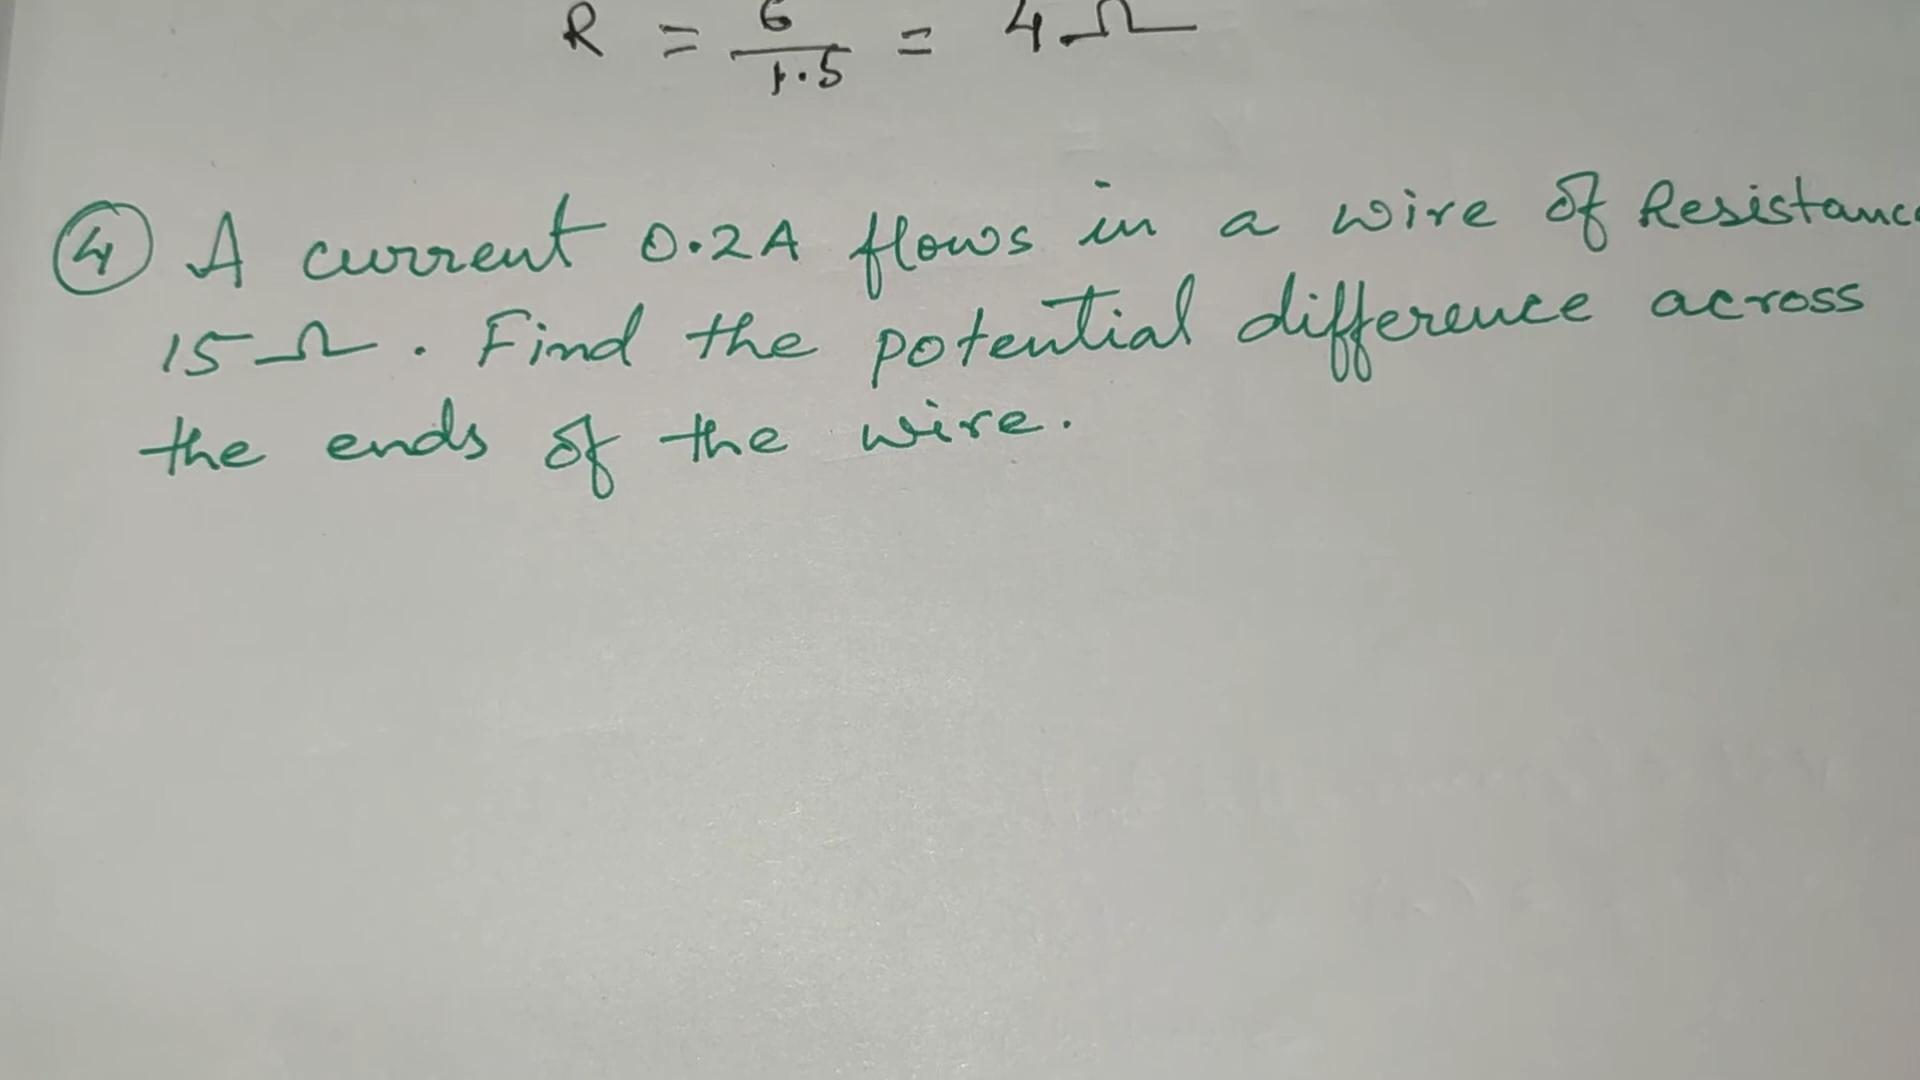 R = 6/1.5 = 4Ω
④ A current 0.2A flows in a wire of Resistance
15Ω. Find the potential difference across
the ends of the wire.